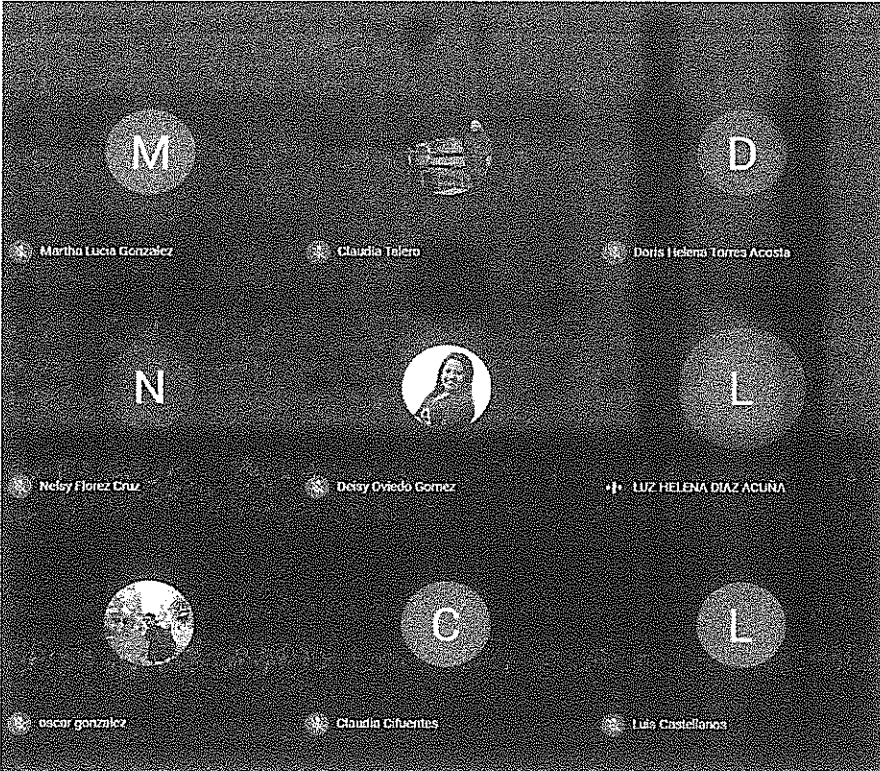 M
D
Martha Lucia Gonzalez
Claudia Talero
Doris Helena Torres Acosta
N
L
Nelsy Florez Cruz
Deisy Oviedo Gomez
LUZ HELENA DIAZ ACUÑA
C
L
oscar gonzalez
Claudia Cifuentes
Luis Castellanos